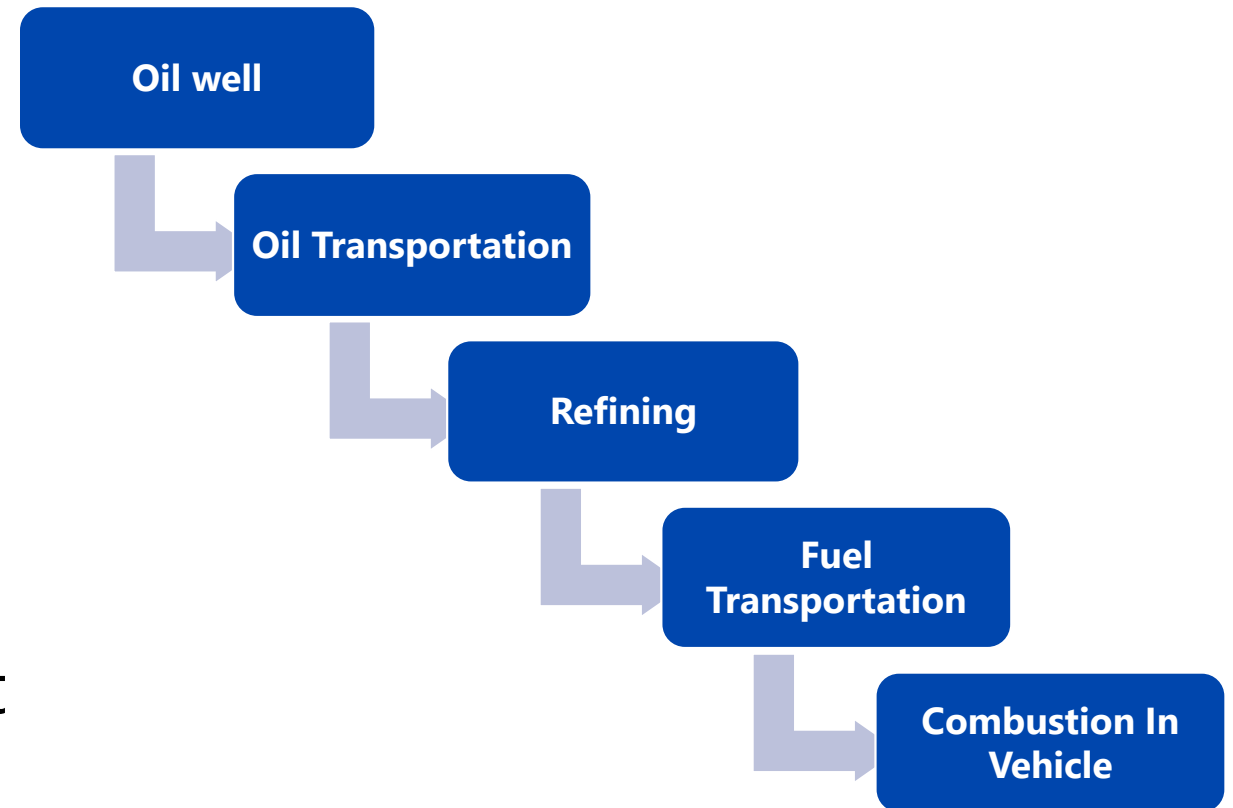 Oil well
Oil Transportation
Refining
Fuel
Transportation
t
Combustion In
Vehicle